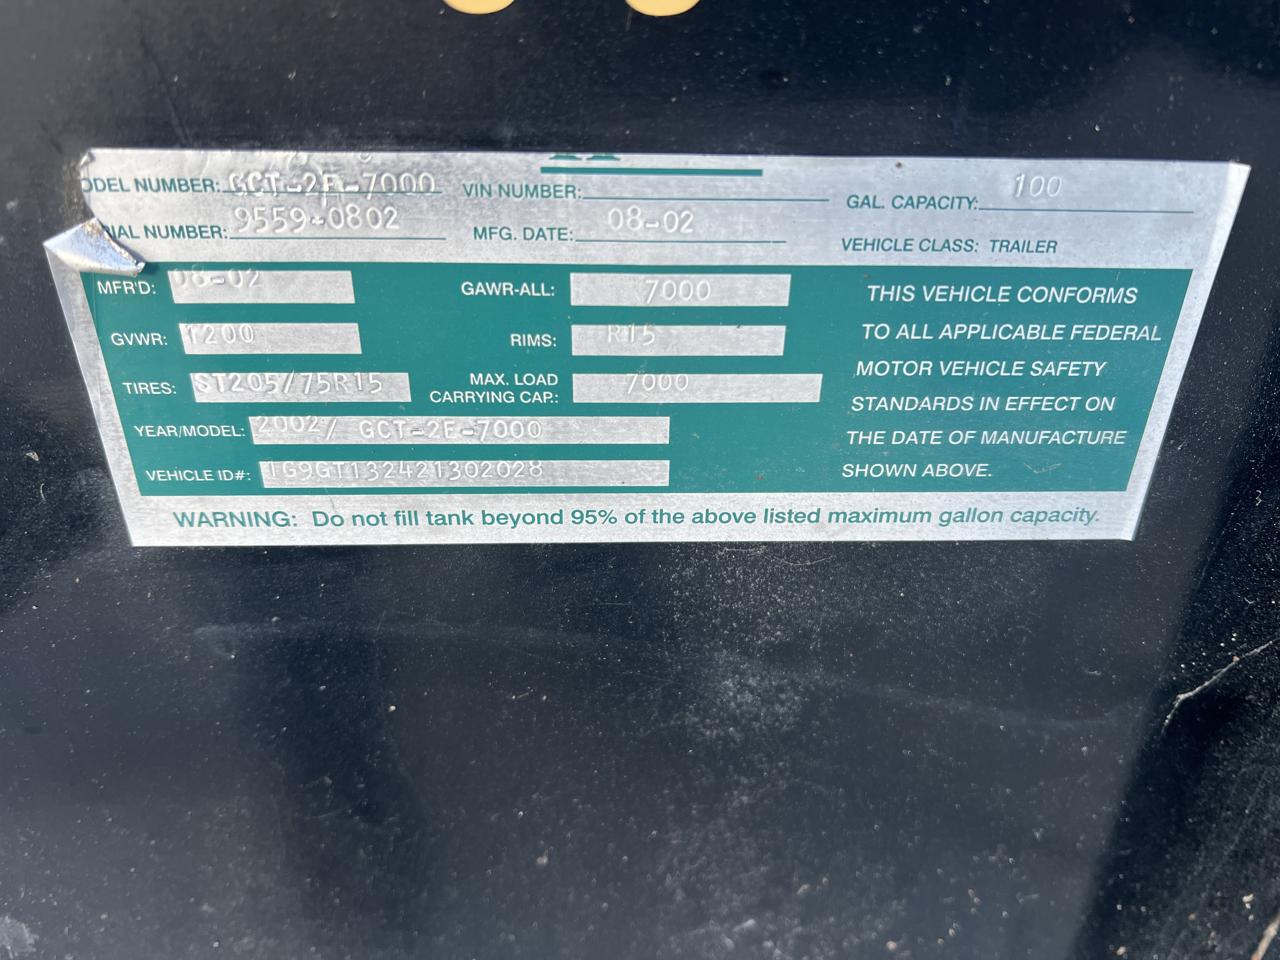 ODEL NUMBER: GCT-2E-7000 VIN NUMBER: GAL. CAPACITY: 100
IAL NUMBER: 9559-0802 MFG. DATE: 08-02 VEHICLE CLASS: TRAILER
MFR'D: 08-02 GAWR-ALL: 7000
GVWR: 1200 RIMS: R15
TIRES: ST205/75R15 MAX. LOAD CARRYING CAP.: 7000
YEAR/MODEL: 2002/ GCT-2E-7000
VEHICLE ID#: 1G9GT132421302028
THIS VEHICLE CONFORMS
TO ALL APPLICABLE FEDERAL
MOTOR VEHICLE SAFETY
STANDARDS IN EFFECT ON
THE DATE OF MANUFACTURE
SHOWN ABOVE.
WARNING: Do not fill tank beyond 95% of the above listed maximum gallon capacity.